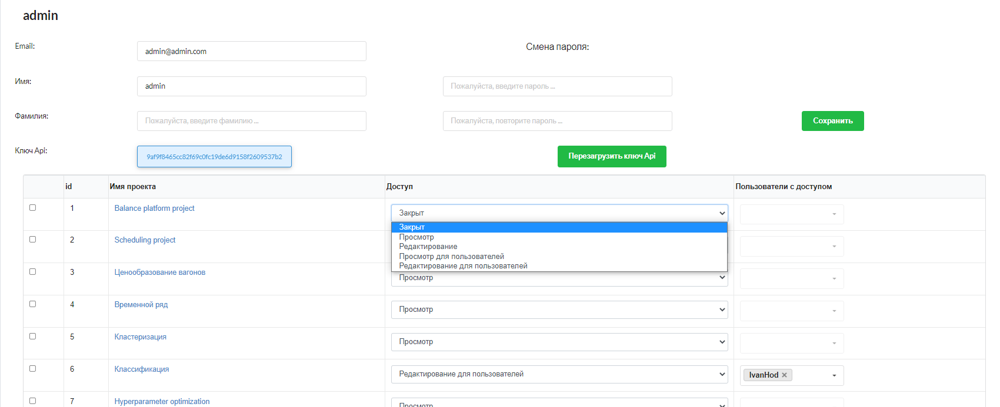 admin
Email:
admin@admin.com
Смена пароля:
Имя:
admin
Пожалуйста, введите пароль ...
Фамилия:
Пожалуйста, введите фамилию ...
Пожалуйста, повторите пароль ...
Сохранить
Ключ Api:
9af9f8465cc82f69c0fc19de6d9158f2609537b2
Перезагрузить ключ Api
id Имя проекта Доступ Пользователи с доступом
1 Balance platform project Закрыт
Закрыт
Просмотр
2 Scheduling project
Редактирование
Просмотр для пользователей
Редактирование для пользователей
3 Ценообразование вагонов Просмотр
4 Временной ряд Просмотр
5 Кластеризация Просмотр
6 Классификация Редактирование для пользователей IvanHod ×
7 Hyperparameter optimization Просмотр